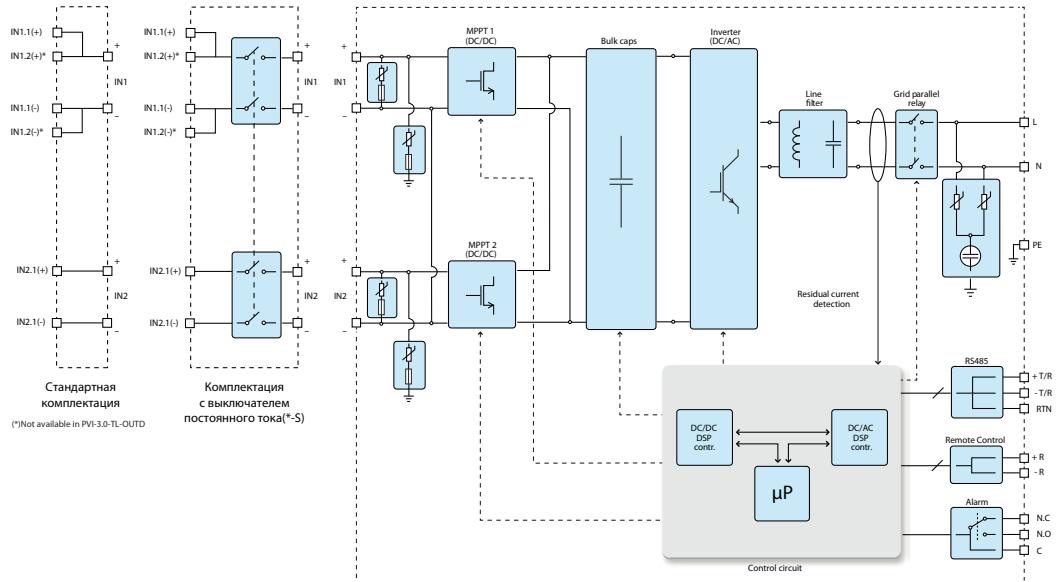 IN1.1(+)
IN1.2(+)*
+
IN1
IN1.1(-)
−
IN1.2(-)*
IN2.1(+)
+
IN2
IN2.1(-)
−
Стандартная
комплектация
(*)Not available in PVI-3.0-TL-OUTD
IN1.1(+)
IN1.2(+)*
+
IN1
IN1.1(-)
−
IN1.2(-)*
IN2.1(+)
+
IN2
IN2.1(-)
−
Комплектация
с выключателем
постоянного тока(*-S)
+
IN1
−
+
IN2
−
MPPT 1
(DC/DC)
MPPT 2
(DC/DC)
Bulk caps
Inverter
(DC/AC)
Line
filter
Grid parallel
relay
L
N
PE
Residual current
detection
DC/DC
DSP
contr.
DC/AC
DSP
contr.
µP
Control circuit
RS485
+ T/R
- T/R
RTN
Remote Control
+ R
- R
Alarm
N.C
N.O
C